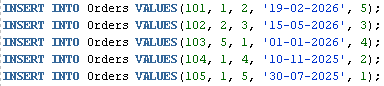 INSERT INTO Orders VALUES(101, 1, 2, '19-02-2026', 5);
INSERT INTO Orders VALUES(102, 2, 3, '15-05-2026', 3);
INSERT INTO Orders VALUES(103, 5, 1, '01-01-2026', 4);
INSERT INTO Orders VALUES(104, 1, 4, '10-11-2025', 2);
INSERT INTO Orders VALUES(105, 1, 5, '30-07-2025', 1);